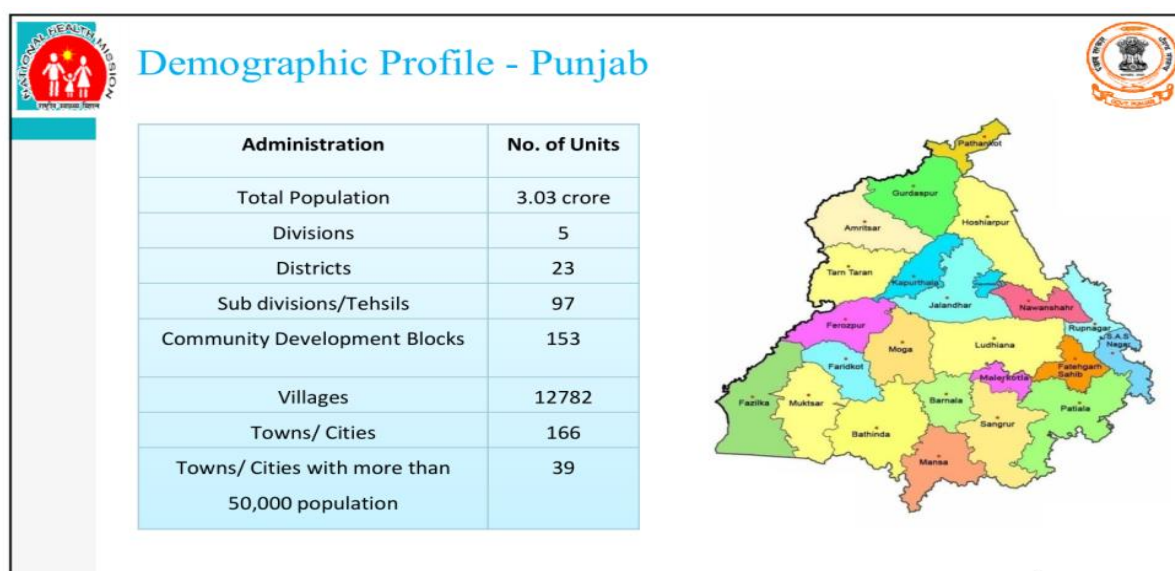 NATIONAL HEALTH MISSION
Demographic Profile - Punjab
Administration No. of Units
Total Population 3.03 crore
Divisions 5
Districts 23
Sub divisions/Tehsils 97
Community Development Blocks 153
Villages 12782
Towns/ Cities 166
Towns/ Cities with more than 39
50,000 population
Pathankot
Gurdaspur
Hoshiarpur
Amritsar
Tarn Taran
Kapurthala
Jalandhar
Nawanshahr
Rupnagar
Ferozpur
S.A.S
Nagar
Moga
Ludhiana
Faridkot
Fatehgarh
Sahib
Malerkotla
Fazilka
Muktsar
Barnala
Patiala
Bathinda
Sangrur
Mansa